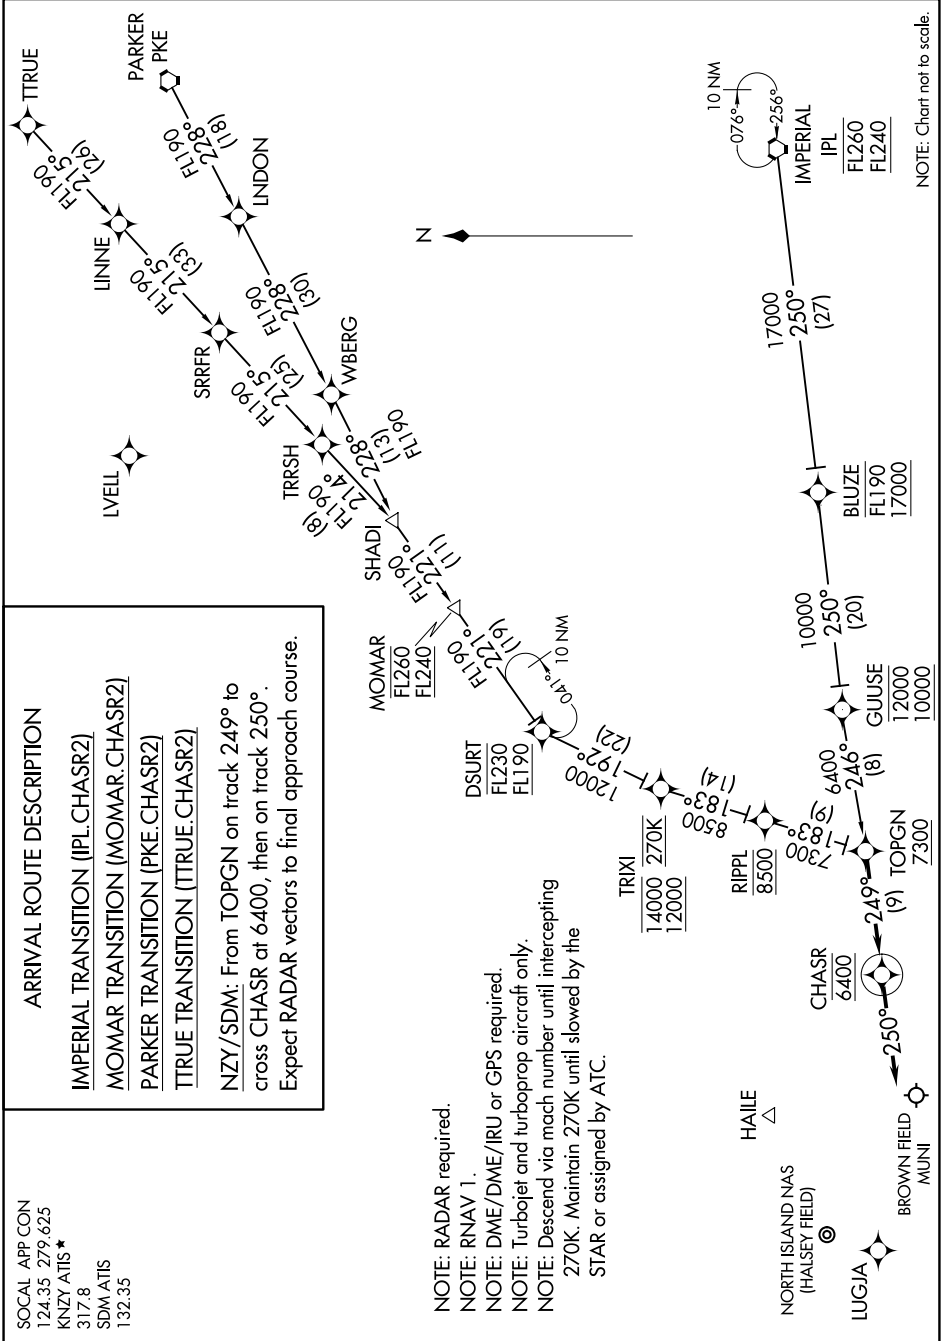 SOCAL APP CON
124.35 279.625
KNZY ATIS★
317.8
SDM ATIS
132.35
ARRIVAL ROUTE DESCRIPTION
IMPERIAL TRANSITION (IPL.CHASR2)
MOMAR TRANSITION (MOMAR.CHASR2)
PARKER TRANSITION (PKE.CHASR2)
TTRUE TRANSITION (TTRUE.CHASR2)
NZY/SDM: From TOPGN on track 249° to
cross CHASR at 6400, then on track 250°.
Expect RADAR vectors to final approach course.
TTRUE
FL190
215°
(26)
LINNE
FL190
215°
(33)
SRRFR
FL190
215°
(25)
TRRSH
(8)
FL190
214°
LVELL
PARKER
PKE
FL190
228°
(18)
LNDON
FL190
228°
(30)
WBERG
228°
(13)
FL190
SHADI
FL190
221°
(11)
MOMAR
FL260
FL240
FL190
221°
(19)
10 NM
041°
DSURT
FL230
FL190
12000
192°
(22)
TRIXI
14000 270K
12000
8500
183°
(14)
RIPPL
8500
7300
183°
(9)
N
10 NM
076°
256°
IMPERIAL
IPL
FL260
FL240
17000
250°
(27)
BLUZE
FL190
17000
10000
250°
(20)
GUUSE
12000
10000
6400
246°
(8)
TOPGN
7300
249°
(9)
CHASR
6400
250°
NOTE: RADAR required.
NOTE: RNAV 1.
NOTE: DME/DME/IRU or GPS required.
NOTE: Turbojet and turboprop aircraft only.
NOTE: Descend via mach number until intercepting
270K. Maintain 270K until slowed by the
STAR or assigned by ATC.
HAILE
BROWN FIELD
MUNI
NORTH ISLAND NAS
(HALSEY FIELD)
LUGJA
NOTE: Chart not to scale.